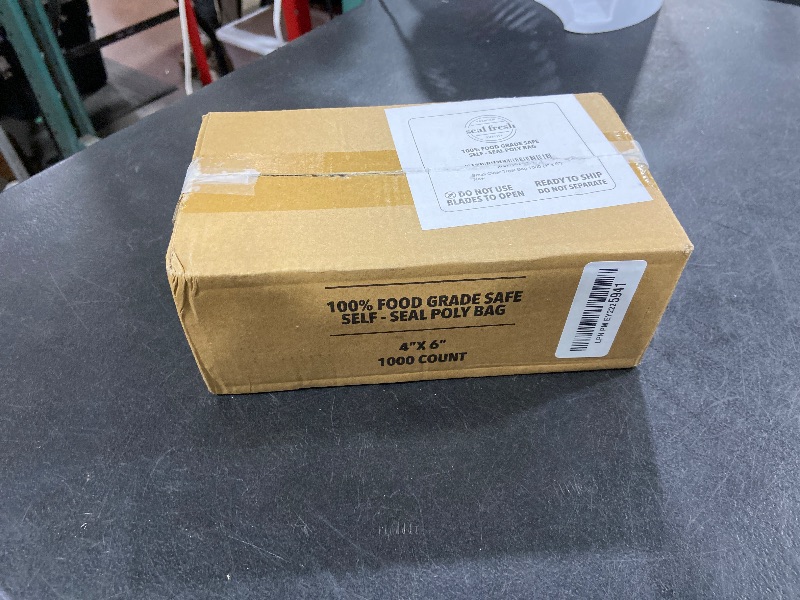 seal fresh
100% FOOD GRADE SAFE
SELF - SEAL POLY BAG
DO NOT USE
BLADES TO OPEN
READY TO SHIP
DO NOT SEPARATE
100% FOOD GRADE SAFE
SELF - SEAL POLY BAG
4"X 6"
1000 COUNT
LPNPMEY2325941